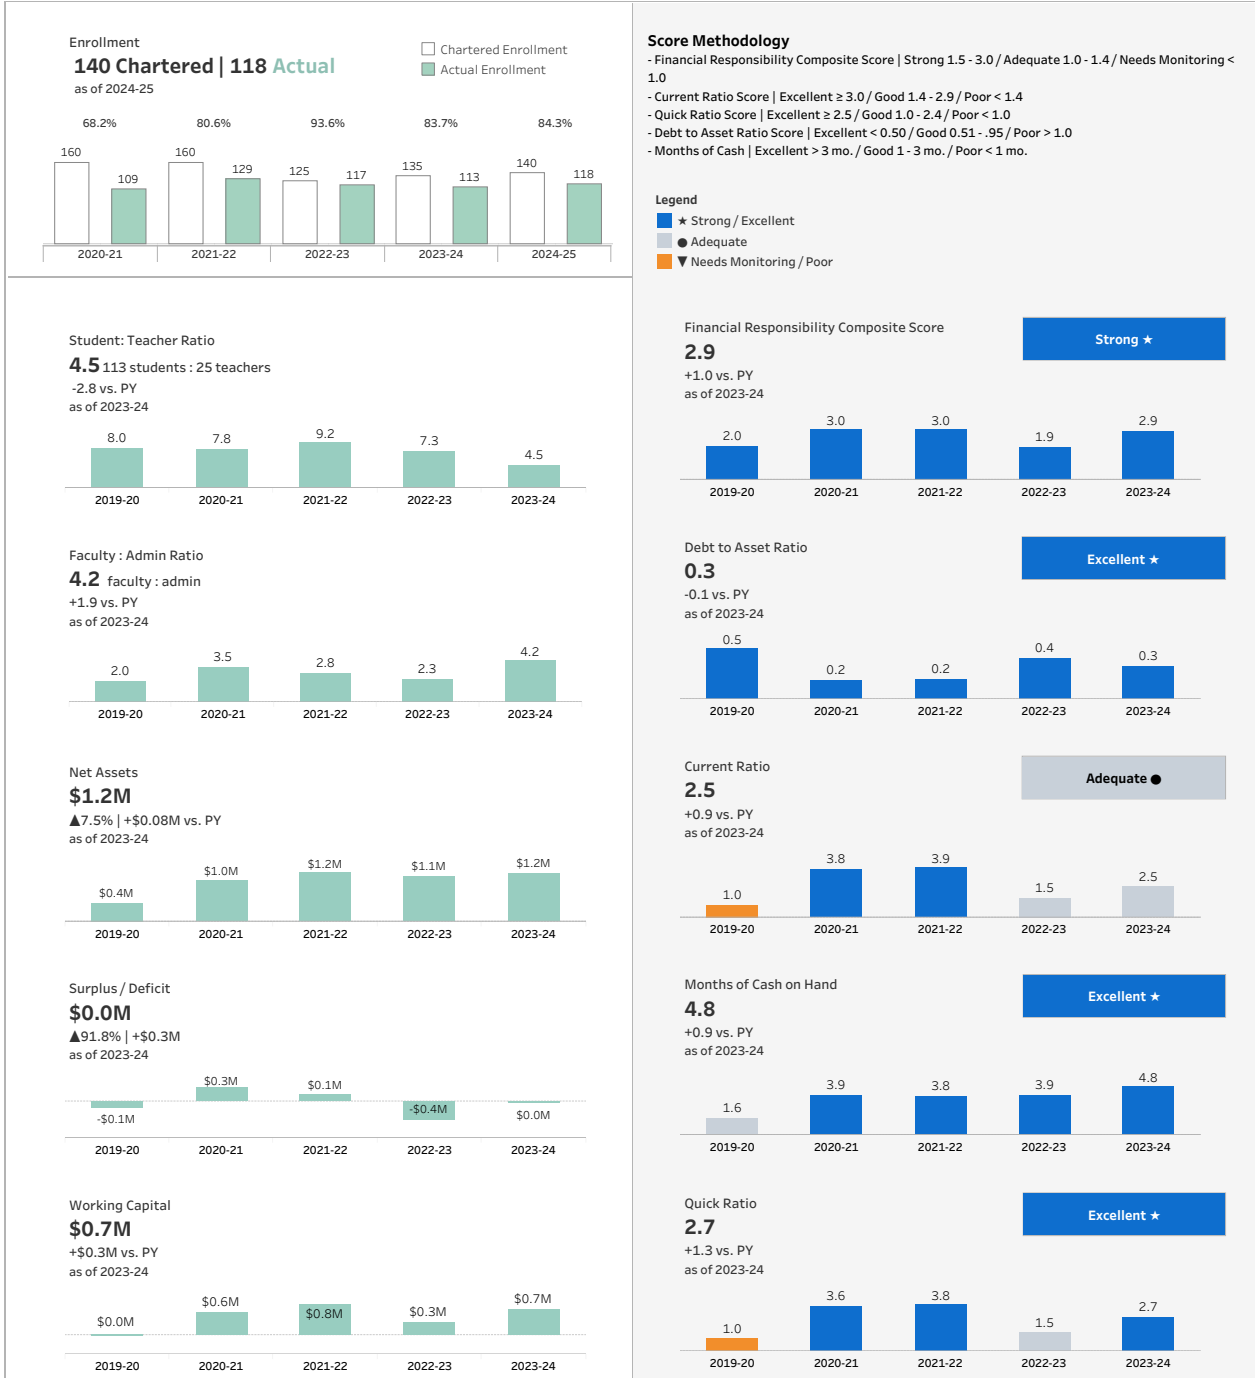 Enrollment
140 Chartered | 118 Actual
as of 2024-25
Chartered Enrollment
Actual Enrollment
68.2% 80.6% 93.6% 83.7% 84.3%
160 109 160 129 125 117 135 113 140 118
2020-21 2021-22 2022-23 2023-24 2024-25
Student: Teacher Ratio
4.5 113 students : 25 teachers
-2.8 vs. PY
as of 2023-24
8.0 7.8 9.2 7.3 4.5
2019-20 2020-21 2021-22 2022-23 2023-24
Faculty : Admin Ratio
4.2 faculty : admin
+1.9 vs. PY
as of 2023-24
2.0 3.5 2.8 2.3 4.2
2019-20 2020-21 2021-22 2022-23 2023-24
Net Assets
$1.2M
▲7.5% | +$0.08M vs. PY
as of 2023-24
$0.4M $1.0M $1.2M $1.1M $1.2M
2019-20 2020-21 2021-22 2022-23 2023-24
Surplus / Deficit
$0.0M
▲91.8% | +$0.3M
as of 2023-24
-$0.1M $0.3M $0.1M -$0.4M $0.0M
2019-20 2020-21 2021-22 2022-23 2023-24
Working Capital
$0.7M
+$0.3M vs. PY
as of 2023-24
$0.0M $0.6M $0.8M $0.3M $0.7M
2019-20 2020-21 2021-22 2022-23 2023-24
Score Methodology
- Financial Responsibility Composite Score | Strong 1.5 - 3.0 / Adequate 1.0 - 1.4 / Needs Monitoring <
1.0
- Current Ratio Score | Excellent ≥ 3.0 / Good 1.4 - 2.9 / Poor < 1.4
- Quick Ratio Score | Excellent ≥ 2.5 / Good 1.0 - 2.4 / Poor < 1.0
- Debt to Asset Ratio Score | Excellent < 0.50 / Good 0.51 - .95 / Poor > 1.0
- Months of Cash | Excellent > 3 mo. / Good 1 - 3 mo. / Poor < 1 mo.
Legend
★ Strong / Excellent
● Adequate
▼ Needs Monitoring / Poor
Financial Responsibility Composite Score
2.9
+1.0 vs. PY
as of 2023-24
Strong ★
2.0 3.0 3.0 1.9 2.9
2019-20 2020-21 2021-22 2022-23 2023-24
Debt to Asset Ratio
0.3
-0.1 vs. PY
as of 2023-24
Excellent ★
0.5 0.2 0.2 0.4 0.3
2019-20 2020-21 2021-22 2022-23 2023-24
Current Ratio
2.5
+0.9 vs. PY
as of 2023-24
Adequate ●
1.0 3.8 3.9 1.5 2.5
2019-20 2020-21 2021-22 2022-23 2023-24
Months of Cash on Hand
4.8
+0.9 vs. PY
as of 2023-24
Excellent ★
1.6 3.9 3.8 3.9 4.8
2019-20 2020-21 2021-22 2022-23 2023-24
Quick Ratio
2.7
+1.3 vs. PY
as of 2023-24
Excellent ★
1.0 3.6 3.8 1.5 2.7
2019-20 2020-21 2021-22 2022-23 2023-24